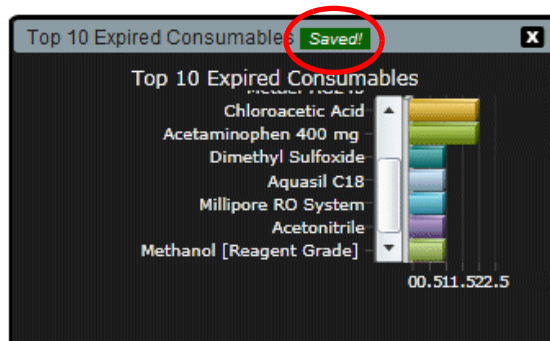 Top 10 Expired Consumables Saved! X
Top 10 Expired Consumables
Chloroacetic Acid
Acetaminophen 400 mg
Dimethyl Sulfoxide
Aquasil C18
Millipore RO System
Acetonitrile
Methanol [Reagent Grade]
00.511.522.5